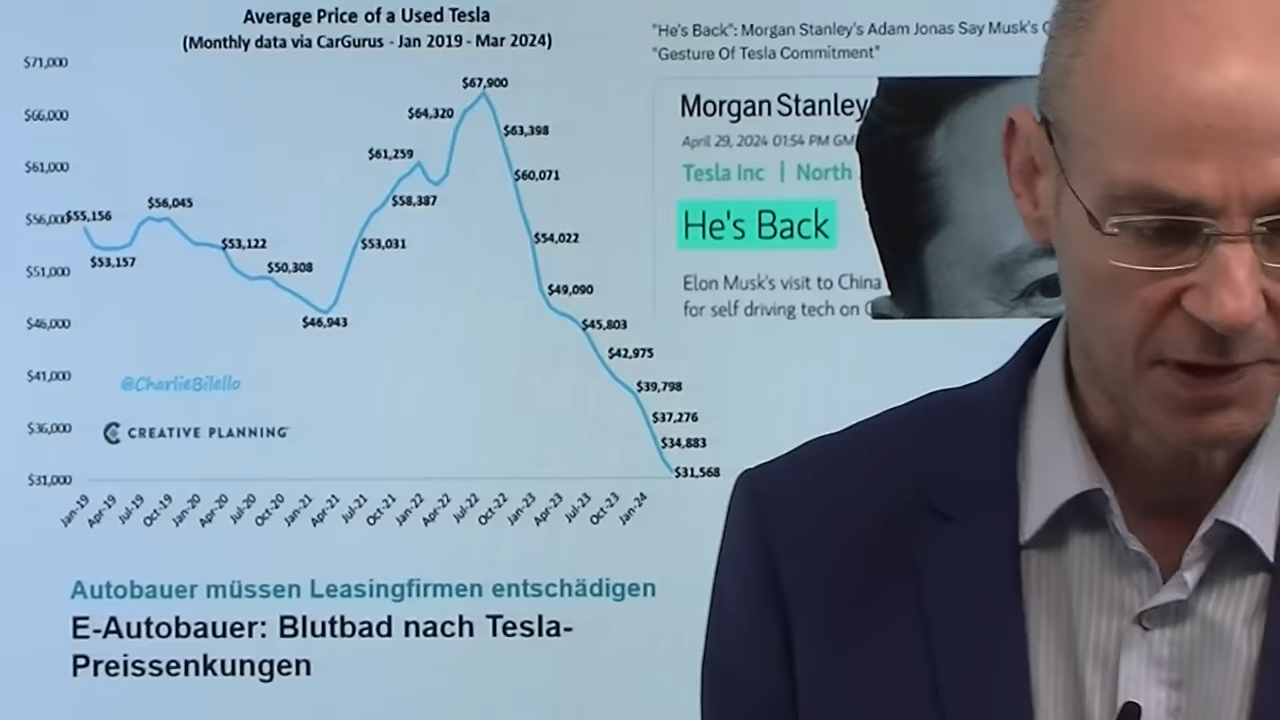 Average Price of a Used Tesla
(Monthly data via CarGurus - Jan 2019 - Mar 2024)
$71,000
$66,000
$61,000
$56,000
$51,000
$46,000
$41,000
$36,000
$31,000
$55,156
$53,157
$56,045
$53,122
$50,308
$46,943
$53,031
$61,259
$58,387
$64,320
$67,900
$63,398
$60,071
$54,022
$49,090
$45,803
$42,975
$39,798
$37,276
$34,883
$31,568
@CharlieBilello
CREATIVE PLANNING
Jan-19 Apr-19 Jul-19 Oct-19 Jan-20 Apr-20 Jul-20 Oct-20 Jan-21 Apr-21 Jul-21 Oct-21 Jan-22 Apr-22 Jul-22 Oct-22 Jan-23 Apr-23 Jul-23 Oct-23 Jan-24
"He's Back": Morgan Stanley's Adam Jonas Say Musk's
"Gesture Of Tesla Commitment"
Morgan Stanley
April 29, 2024 01:54 PM GM
Tesla Inc | North
He's Back
Elon Musk's visit to China
for self driving tech on
Autobauer müssen Leasingfirmen entschädigen
E-Autobauer: Blutbad nach Tesla-
Preissenkungen